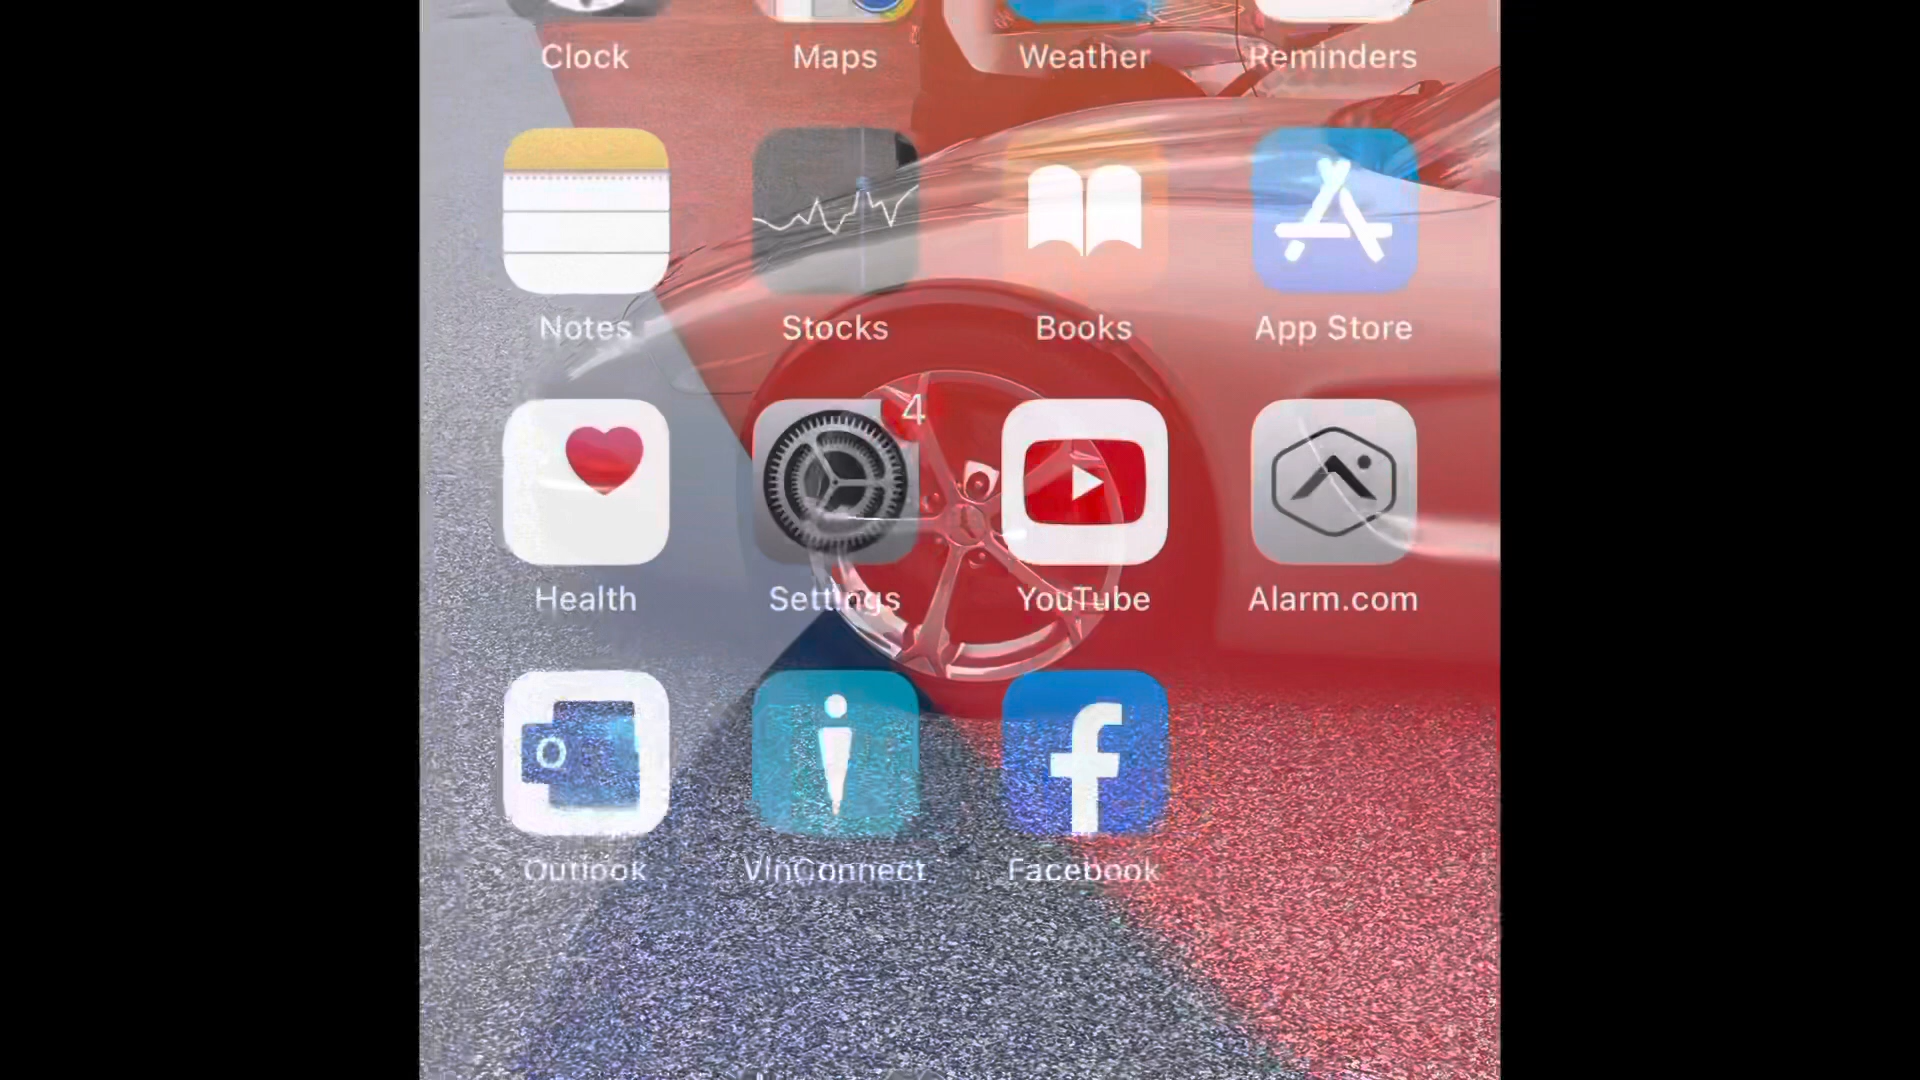 Clock Maps Weather Reminders
Notes Stocks Books App Store
4
Health Settings YouTube Alarm.com
O
Outlook VinConnect Facebook